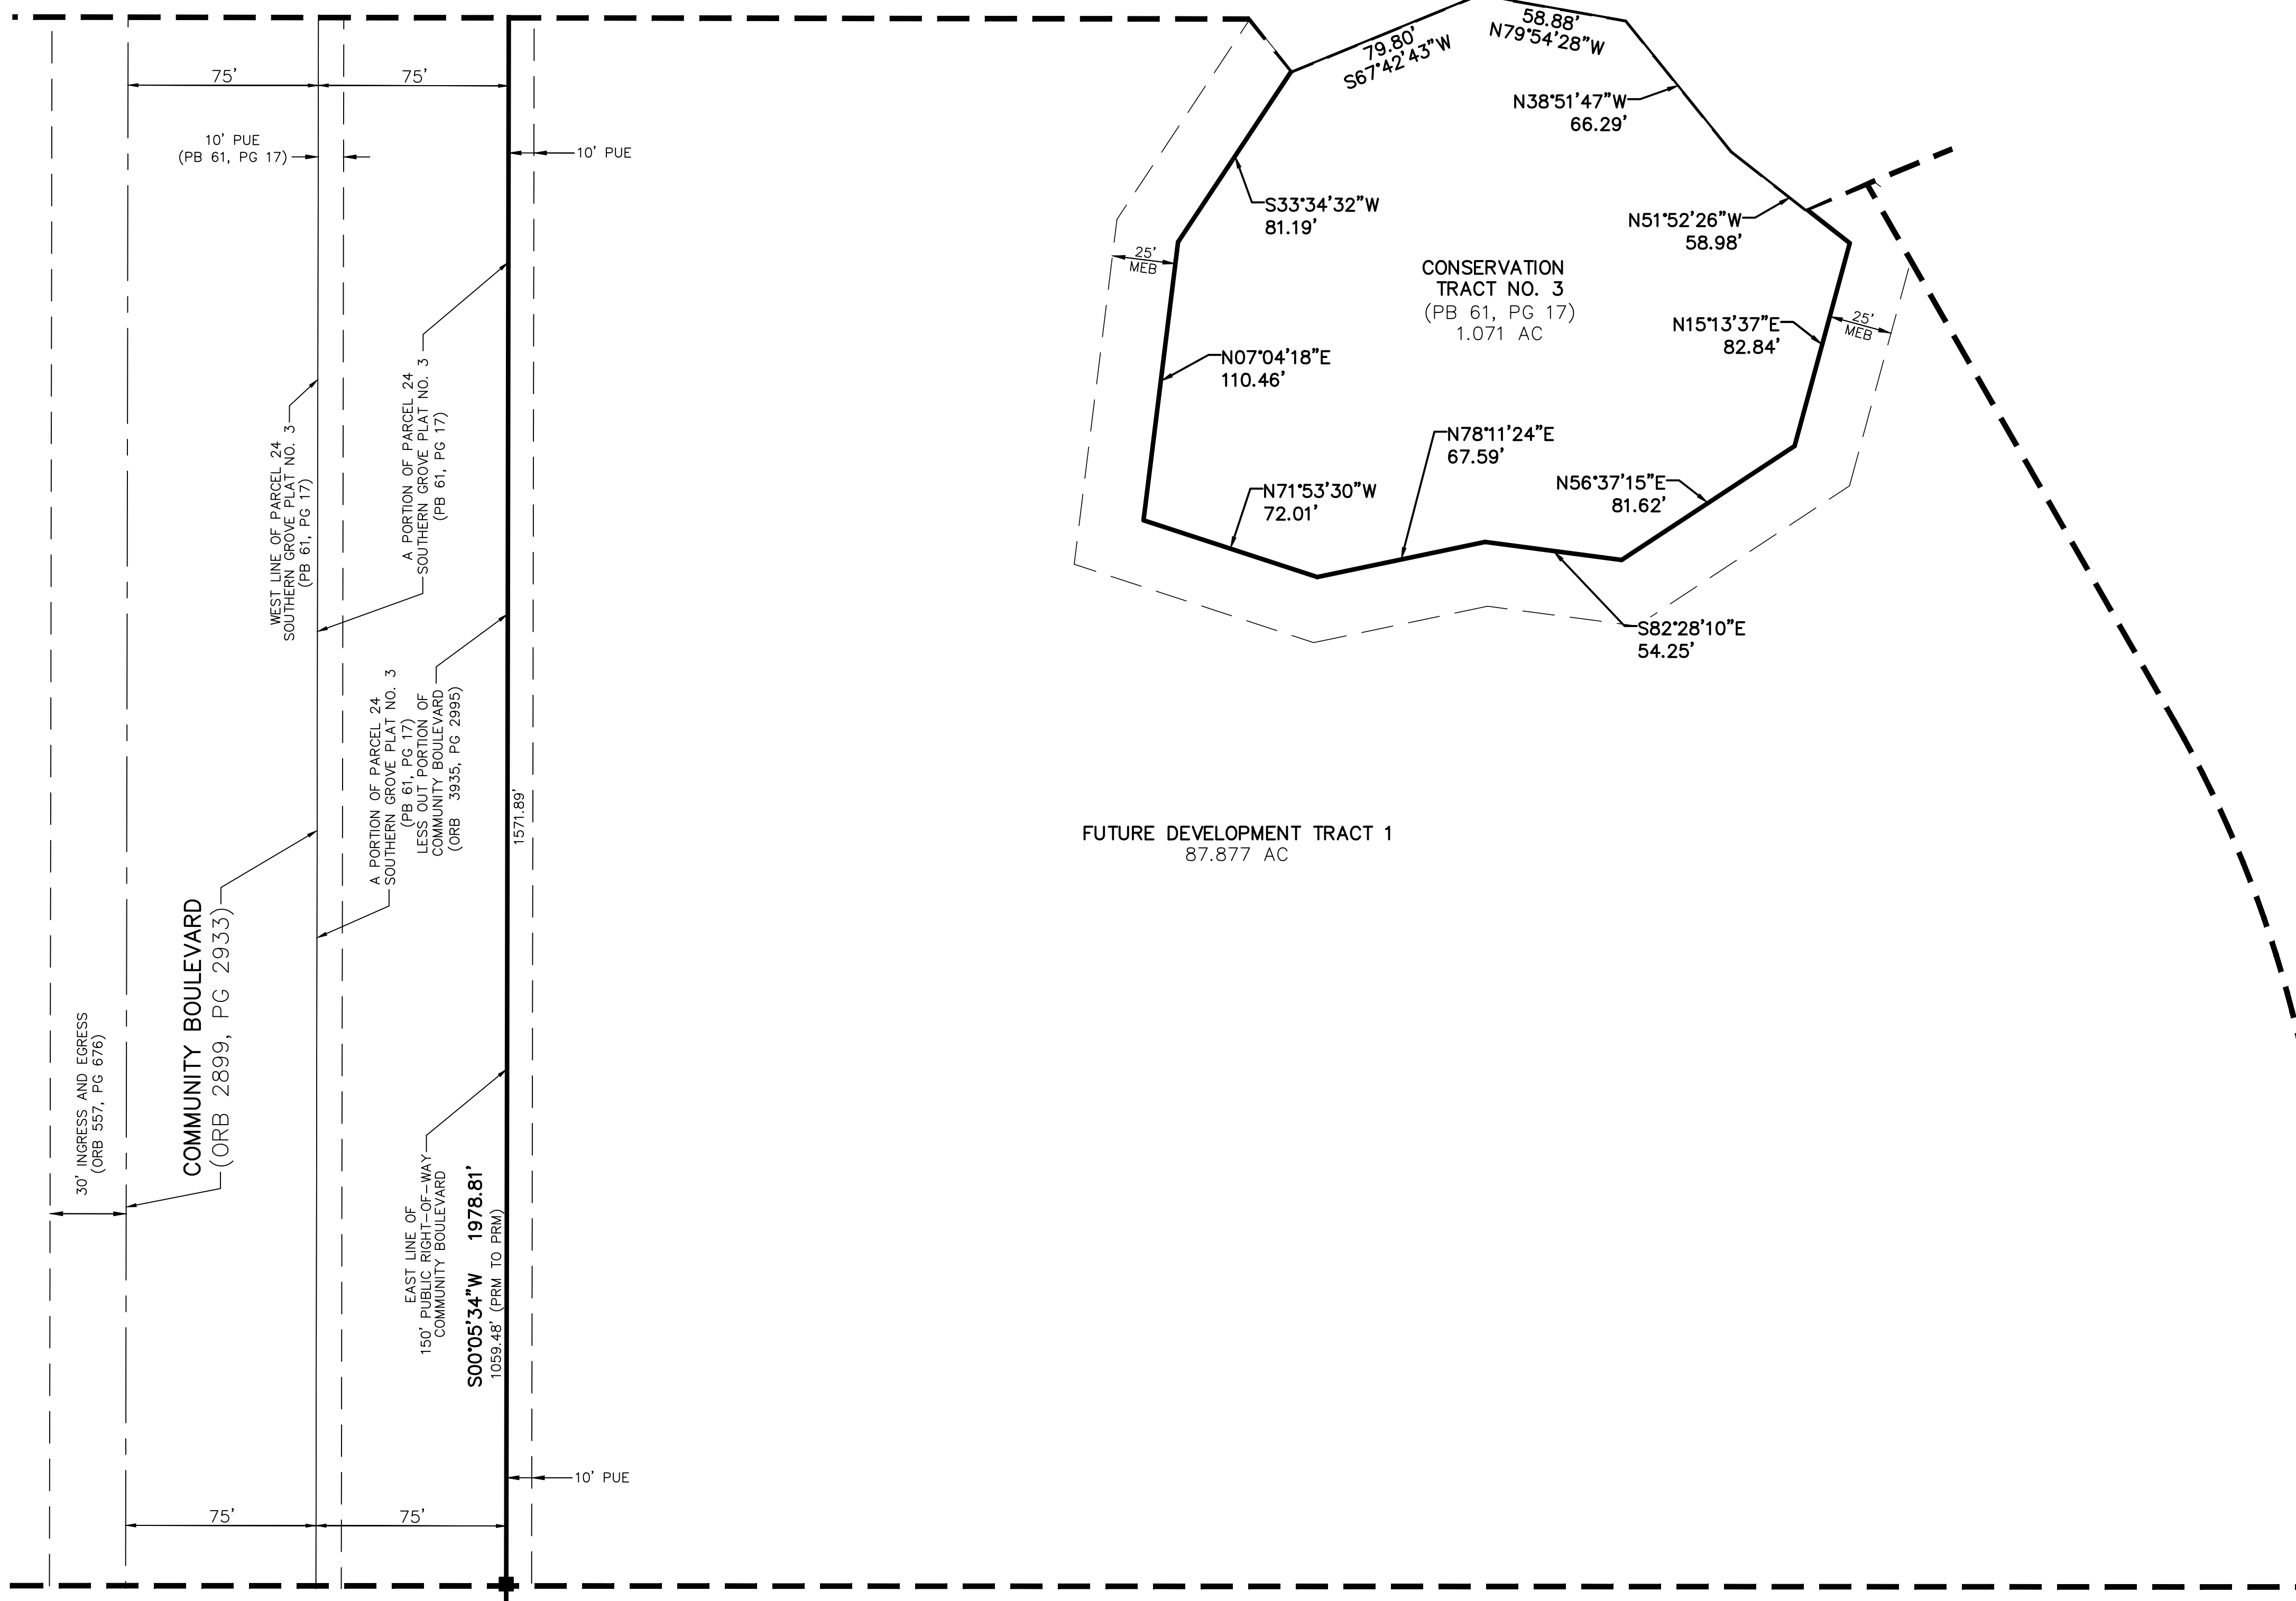 75'
75'
10' PUE
(PB 61, PG 17)
10' PUE
58.88'
N79°54'28"W
79.80'
S67°42'43"W
N38°51'47"W
66.29'
S33°34'32"W
81.19'
N51°52'26"W
58.98'
25'
MEB
CONSERVATION
TRACT NO. 3
(PB 61, PG 17)
1.071 AC
N15°13'37"E
82.84'
25'
MEB
N07°04'18"E
110.46'
N78°11'24"E
67.59'
N71°53'30"W
72.01'
N56°37'15"E
81.62'
S82°28'10"E
54.25'
WEST LINE OF PARCEL 24
SOUTHERN GROVE PLAT NO. 3
(PB 61, PG 17)
A PORTION OF PARCEL 24
SOUTHERN GROVE PLAT NO. 3
(PB 61, PG 17)
A PORTION OF PARCEL 24
SOUTHERN GROVE PLAT NO. 3
(PB 61, PG 17)
LESS OUT PORTION OF
COMMUNITY BOULEVARD
(ORB 3935, PG 2995)
1571.89'
FUTURE DEVELOPMENT TRACT 1
87.877 AC
30' INGRESS AND EGRESS
(ORB 557, PG 676)
COMMUNITY BOULEVARD
(ORB 2899, PG 2933)
EAST LINE OF
150' PUBLIC RIGHT-OF-WAY
COMMUNITY BOULEVARD
S00°05'34"W 1978.81'
1059.48' (PRM TO PRM)
10' PUE
75'
75'